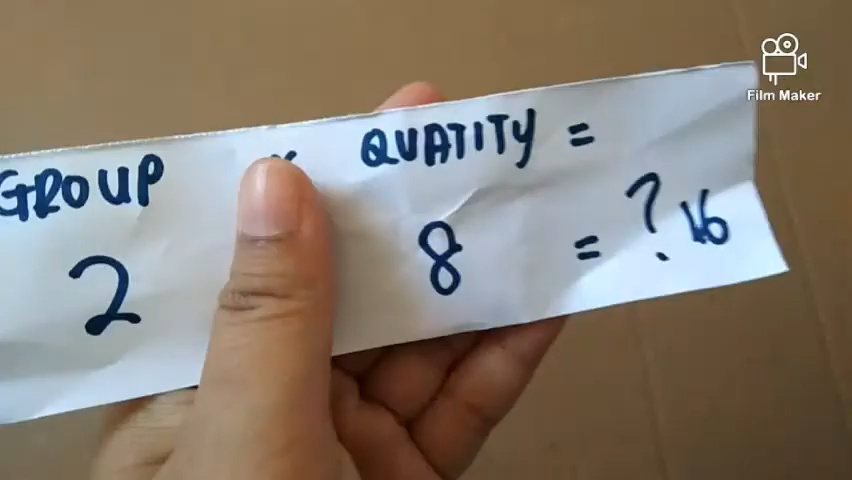 Film Maker
GROUP QUATITY =
2 8 = ? 16